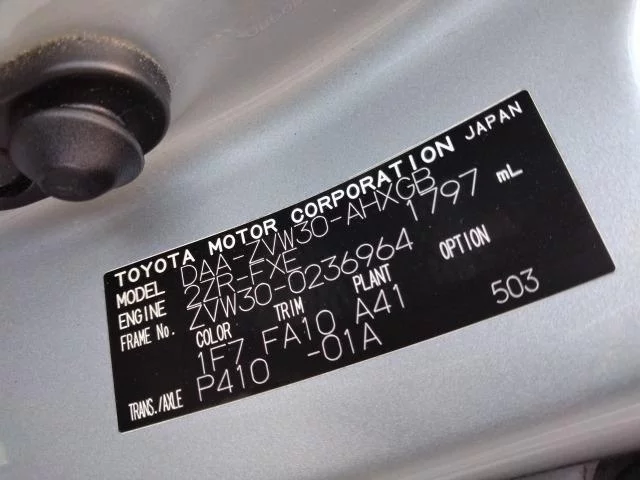 TOYOTA MOTOR CORPORATION JAPAN
MODEL DAA-ZVW30-AHXGB
ENGINE 2ZR-FXE 1797 mL
FRAME No. ZVW30-0236964
COLOR TRIM PLANT OPTION
1F7 FA10 A41 503
TRANS./AXLE P410 -01A